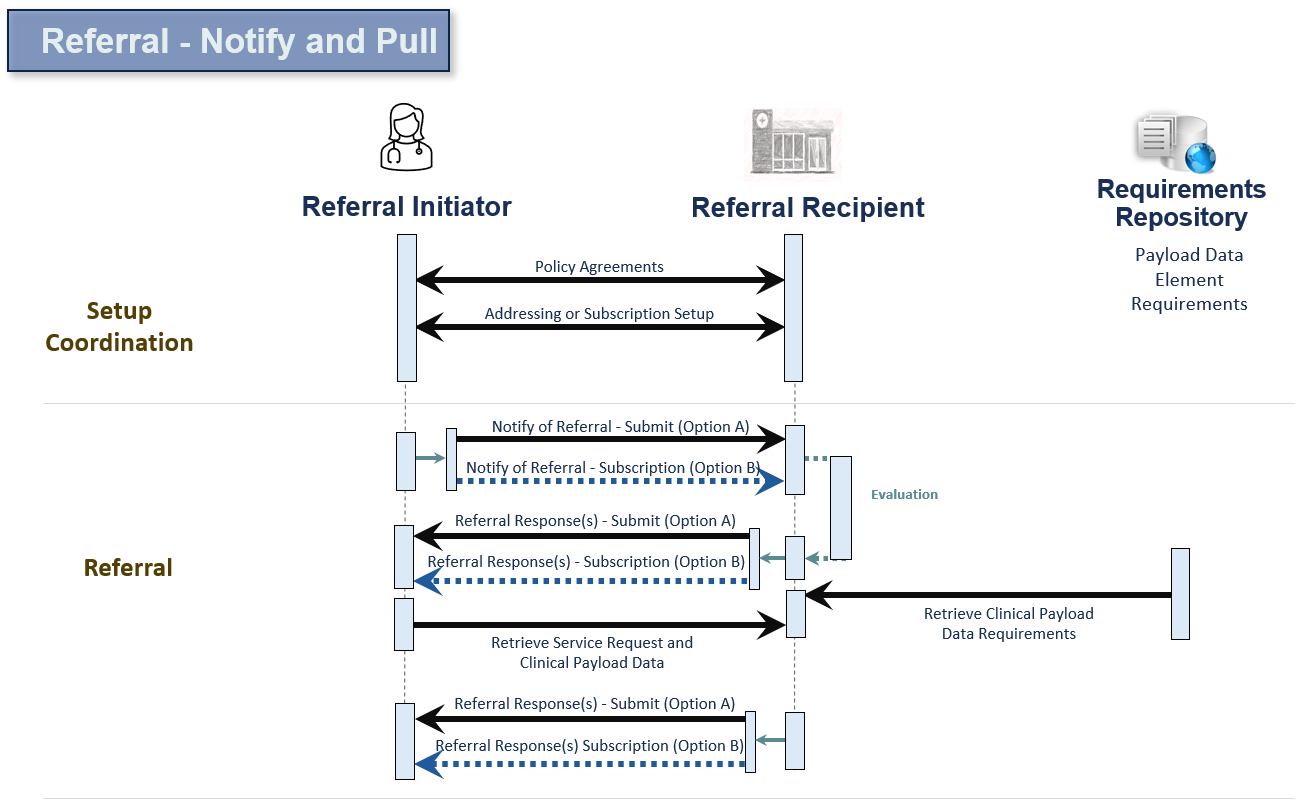 Referral - Notify and Pull
Referral Initiator
Referral Recipient
Requirements
Repository
Payload Data
Element
Requirements
Setup
Coordination
Policy Agreements
Addressing or Subscription Setup
Referral
Notify of Referral - Submit (Option A)
Notify of Referral - Subscription (Option B)
Evaluation
Referral Response(s) - Submit (Option A)
Referral Response(s) - Subscription (Option B)
Retrieve Clinical Payload
Data Requirements
Retrieve Service Request and
Clinical Payload Data
Referral Response(s) - Submit (Option A)
Referral Response(s) Subscription (Option B)